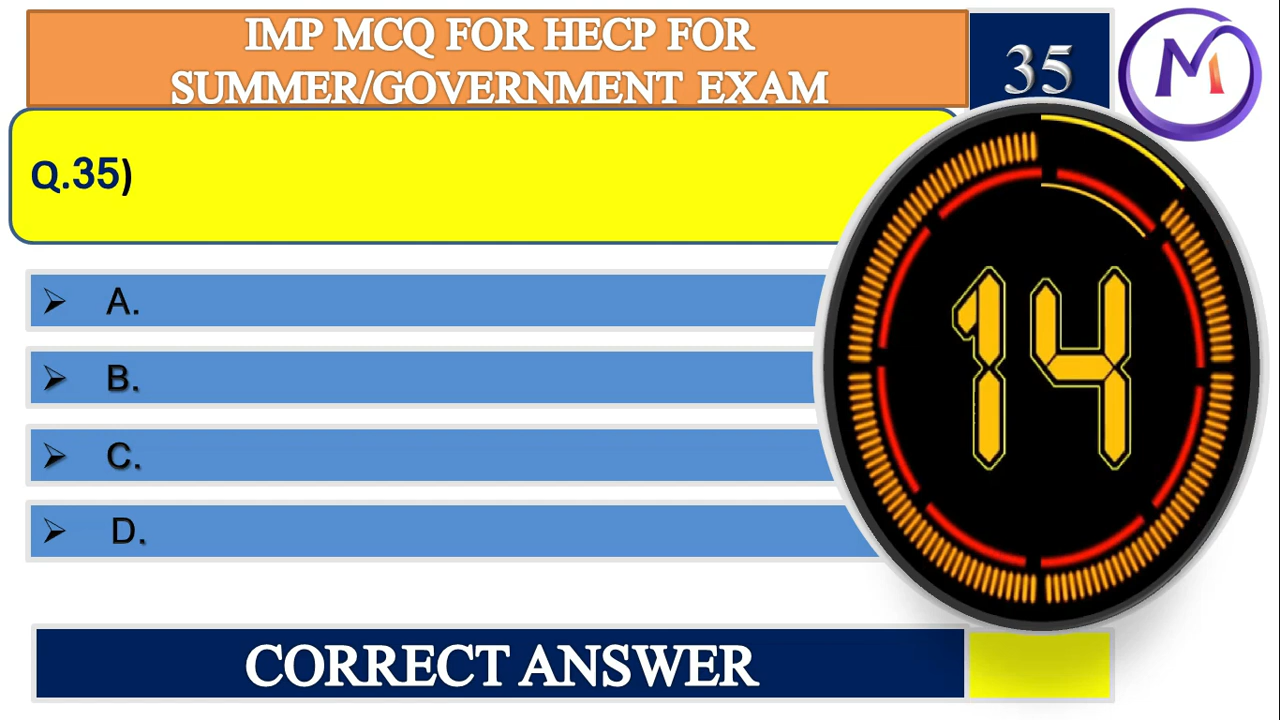 IMP MCQ FOR HECP FOR
SUMMER/GOVERNMENT EXAM
35
M
Q.35)
14
A.
B.
C.
D.
CORRECT ANSWER